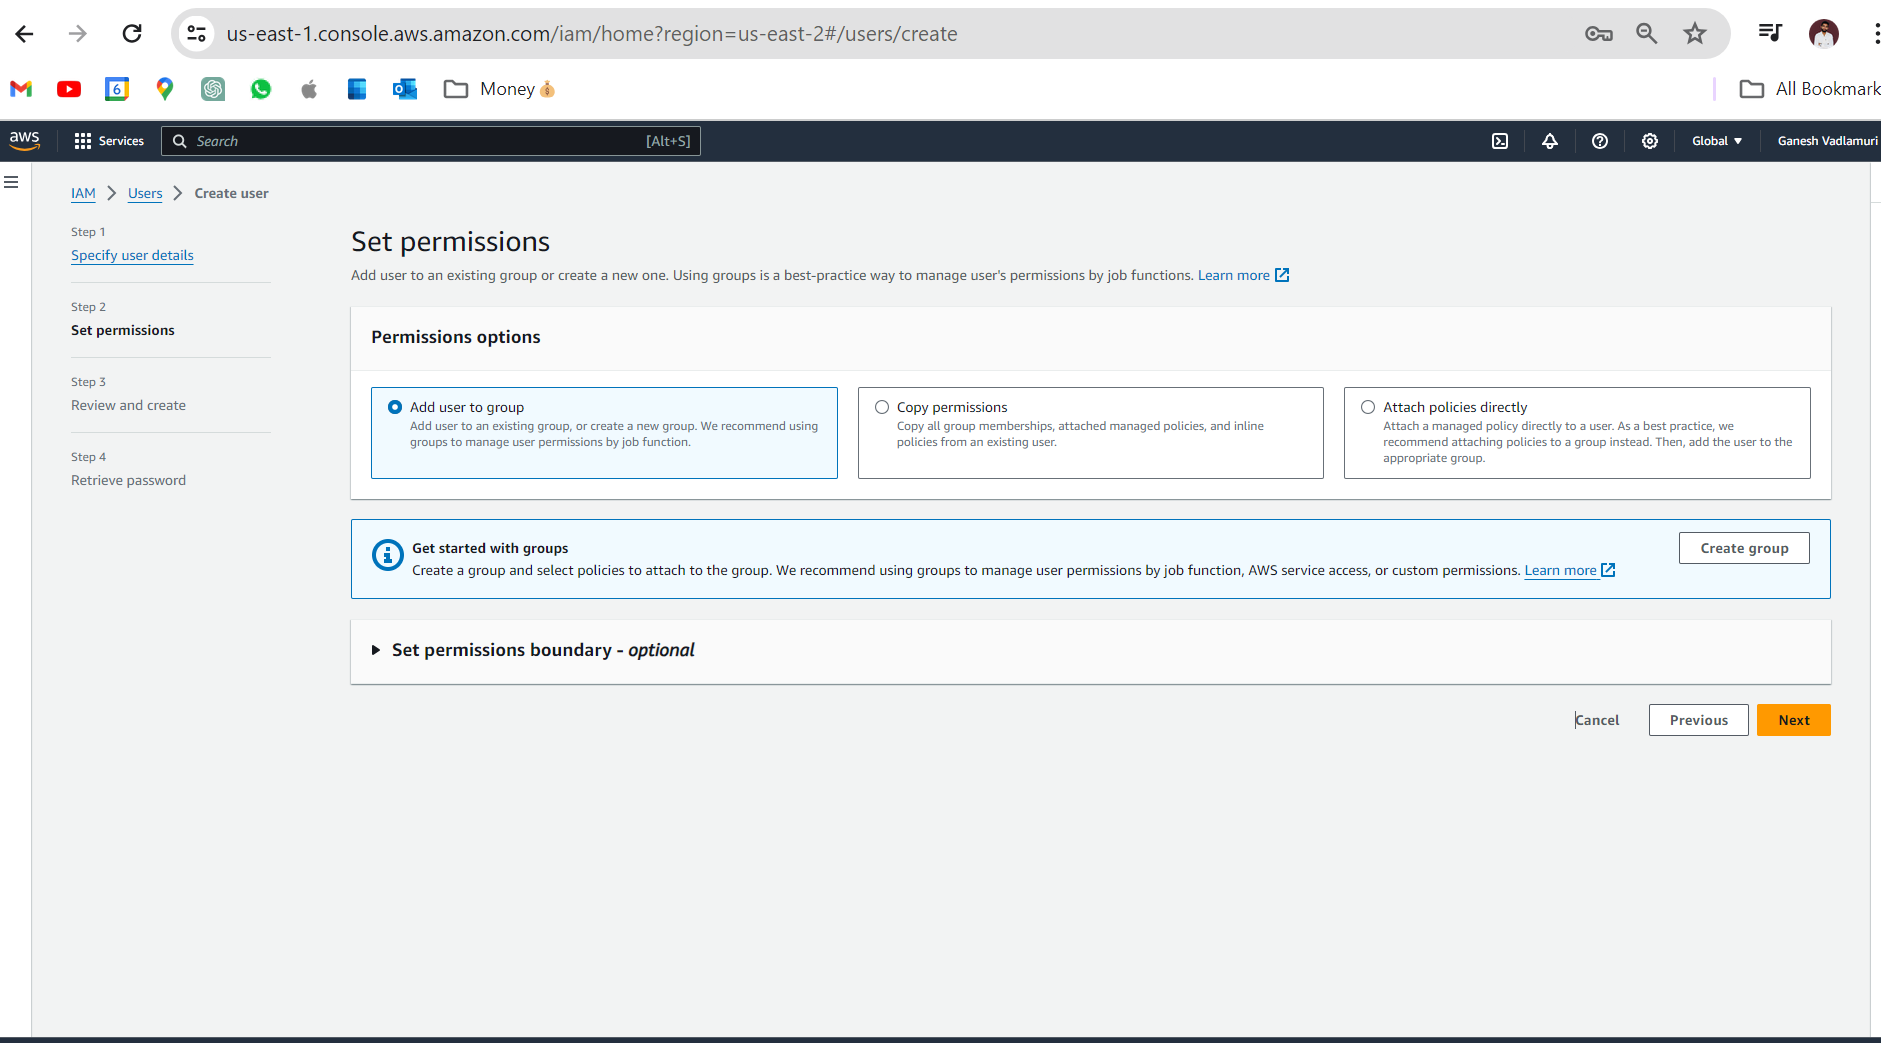 us-east-1.console.aws.amazon.com/iam/home?region=us-east-2#/users/create
6
Money
All Bookmark
aws
Services
Search
[Alt+S]
Global
Ganesh Vadlamuri
IAM
Users
Create user
Step 1
Specify user details
Step 2
Set permissions
Step 3
Review and create
Step 4
Retrieve password
Set permissions
Add user to an existing group or create a new one. Using groups is a best-practice way to manage user's permissions by job functions. Learn more
Permissions options
Add user to group
Add user to an existing group, or create a new group. We recommend using
groups to manage user permissions by job function.
Copy permissions
Copy all group memberships, attached managed policies, and inline
policies from an existing user.
Attach policies directly
Attach a managed policy directly to a user. As a best practice, we
recommend attaching policies to a group instead. Then, add the user to the
appropriate group.
Get started with groups
Create a group and select policies to attach to the group. We recommend using groups to manage user permissions by job function, AWS service access, or custom permissions. Learn more
Create group
Set permissions boundary - optional
Cancel
Previous
Next